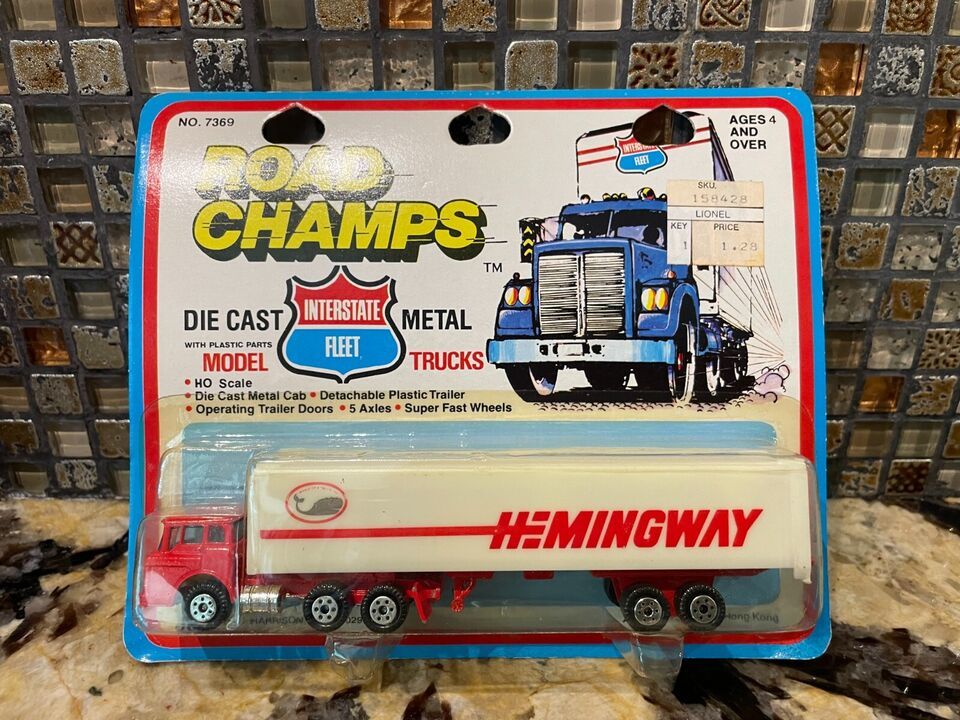 NO. 7369
AGES 4
AND
OVER
ROAD
CHAMPS
TM
INTERSTATE
FLEET
SKU.
158428
LIONEL
KEY PRICE
1 1.28
DIE CAST INTERSTATE METAL
WITH PLASTIC PARTS FLEET
MODEL TRUCKS
• HO Scale
• Die Cast Metal Cab • Detachable Plastic Trailer
• Operating Trailer Doors • 5 Axles • Super Fast Wheels
HEMINGWAY
HARRISON
Hong Kong